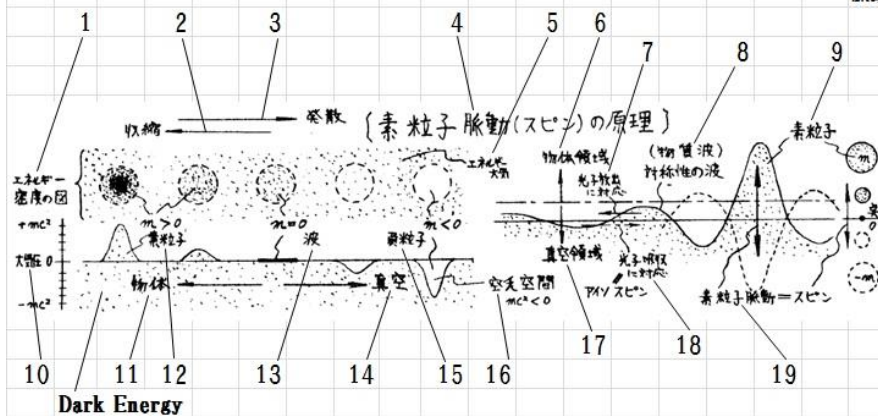 1 2 3 4 5 6 7 8 9
収縮 発散 {素粒子脈動(スピン)の原理}
素粒子
エネルギー密度の図
エネルギー大気
物体領域
光子放出に対応
(物質波)
対称性の波
m
m>0
素粒子
m=0
波
m<0
負粒子
+mc²
大気圧 0
-mc²
物体
真空
空乏空間
mc²<0
真空領域
光子吸収に対応
アイソスピン
素粒子脈動=スピン
0
-m
10 11 12 13 14 15 16 17 18 19
Dark Energy